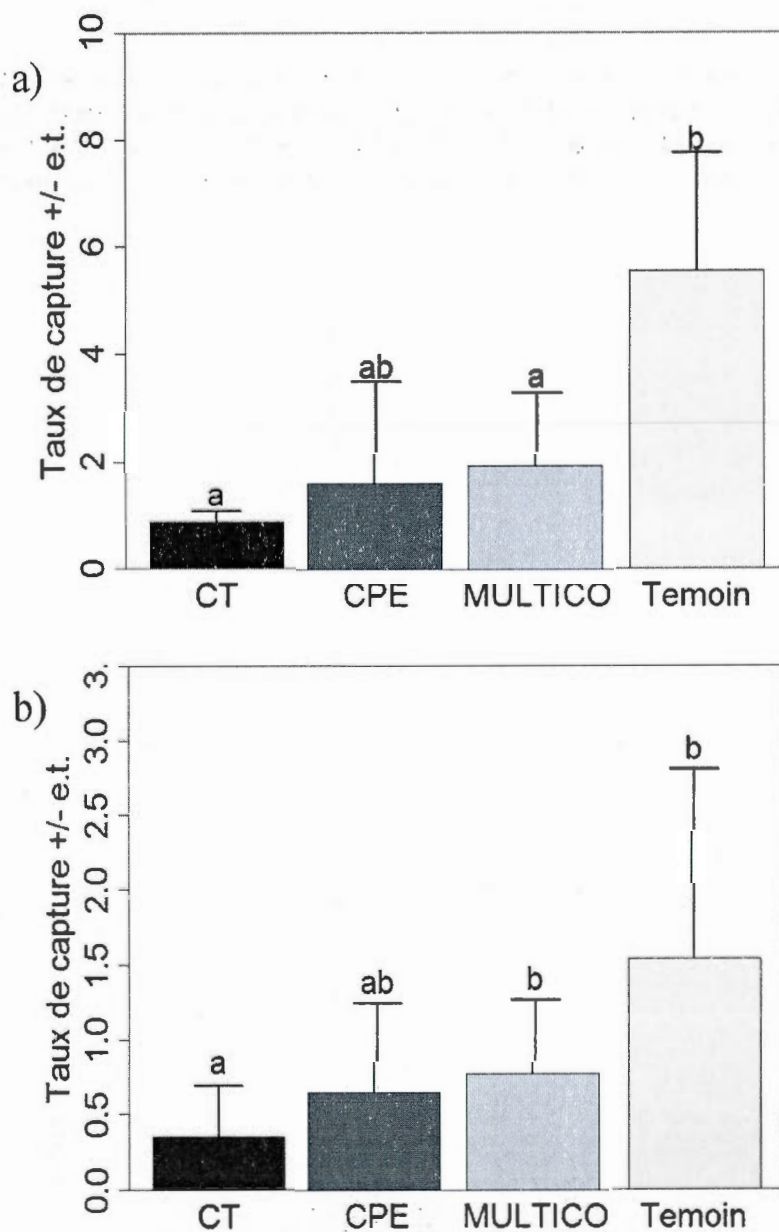 a)
Taux de capture +/- e.t.
10
8
6
4
2
0
a
ab
a
b
CT CPE MULTICO Temoin
b)
Taux de capture +/- e.t.
3.
3.0
2.5
2.0
1.5
1.0
0.5
0.0
a
ab
b
b
CT CPE MULTICO Temoin